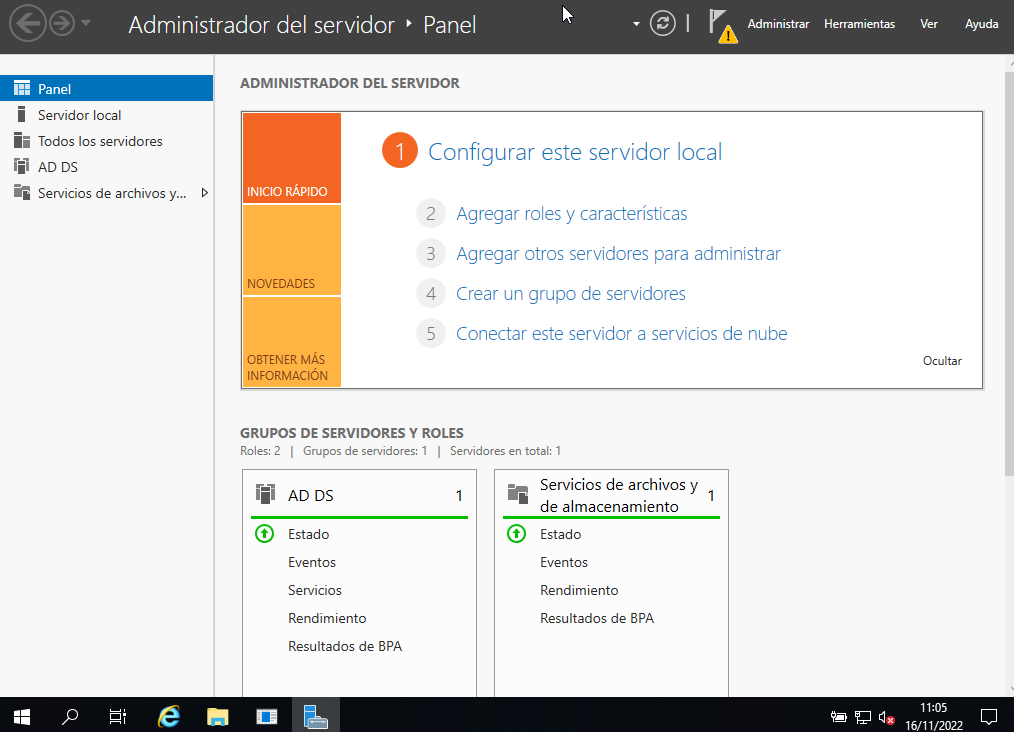 Administrador del servidor ‣ Panel
Administrar
Herramientas
Ver
Ayuda
Panel
Servidor local
Todos los servidores
AD DS
Servicios de archivos y...
ADMINISTRADOR DEL SERVIDOR
INICIO RÁPIDO
NOVEDADES
OBTENER MÁS
INFORMACIÓN
1 Configurar este servidor local
2 Agregar roles y características
3 Agregar otros servidores para administrar
4 Crear un grupo de servidores
5 Conectar este servidor a servicios de nube
Ocultar
GRUPOS DE SERVIDORES Y ROLES
Roles: 2 | Grupos de servidores: 1 | Servidores en total: 1
AD DS 1
Estado
Eventos
Servicios
Rendimiento
Resultados de BPA
Servicios de archivos y
de almacenamiento 1
Estado
Eventos
Rendimiento
Resultados de BPA
11:05
16/11/2022